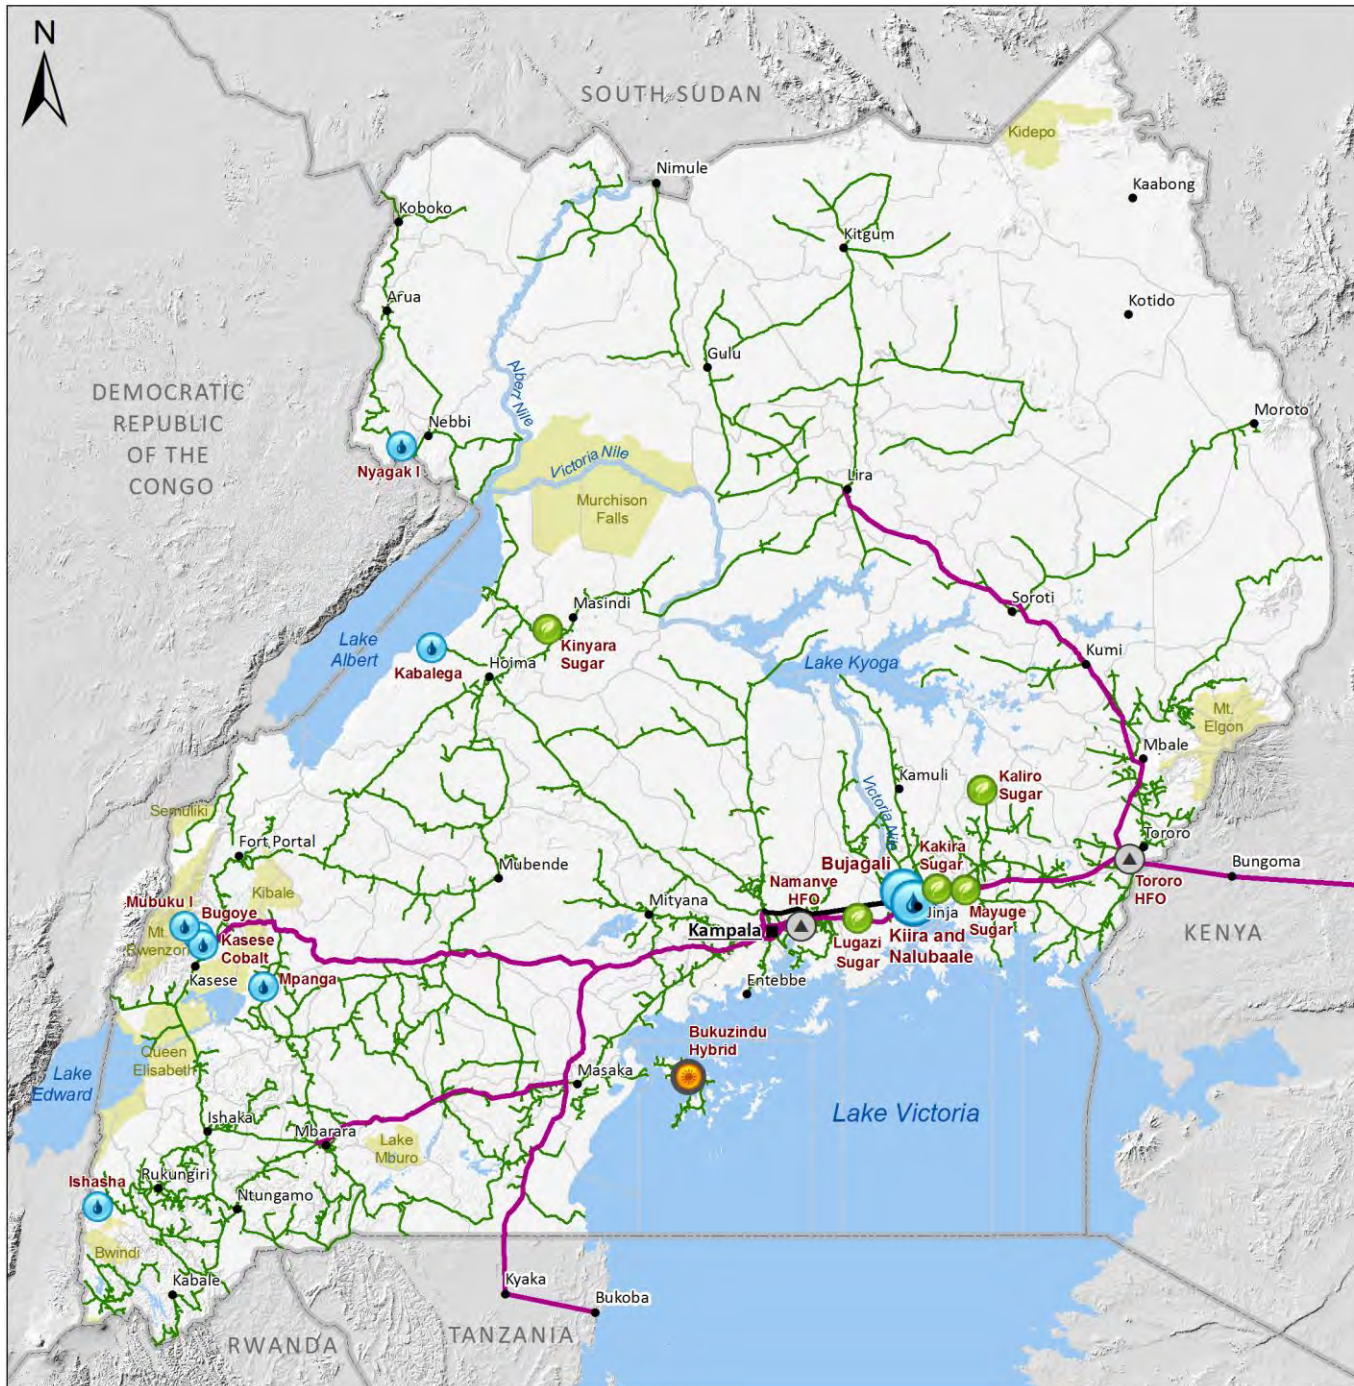 N
SOUTH SUDAN
Kidepo
Nimule
Kaabong
Koboko
Kitgum
Arua
Kotido
Gulu
Albert Nile
DEMOCRATIC
REPUBLIC
OF THE
CONGO
Moroto
Nebbi
Nyagak I
Victoria Nile
Lira
Murchison
Falls
Masindi
Soroti
Lake
Albert
Kinyara
Sugar
Kabalega
Hoima
Lake Kyoga
Kumi
Mt.
Elgon
Mbale
Kamuli
Kaliro
Sugar
Victoria Nile
Semuliki
Fort Portal
Tororo
Kakira
Sugar
Mubende
Bujagali
Bungoma
Kibale
Namanve
HFO
Tororo
HFO
Mubuku I
Bugoye
Mityana
Jinja
Mayuge
Sugar
Mt.
Rwenzori
Kasese
Cobalt
Kampala
Lugazi
Sugar
Kiira and
Nalubaale
KENYA
Kasese
Mpanga
Entebbe
Bukuzindu
Hybrid
Queen
Elisabeth
Lake
Edward
Masaka
Lake Victoria
Ishaka
Mbarara
Lake
Mburo
Ishasha
Rukungiri
Ntungamo
Bwindi
Kabale
Kyaka
Bukoba
RWANDA
TANZANIA